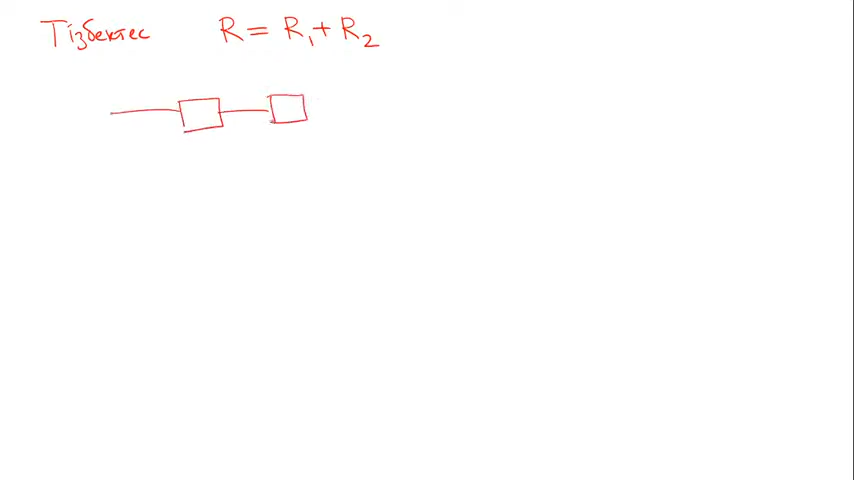 Тізбектес R = R₁ + R₂